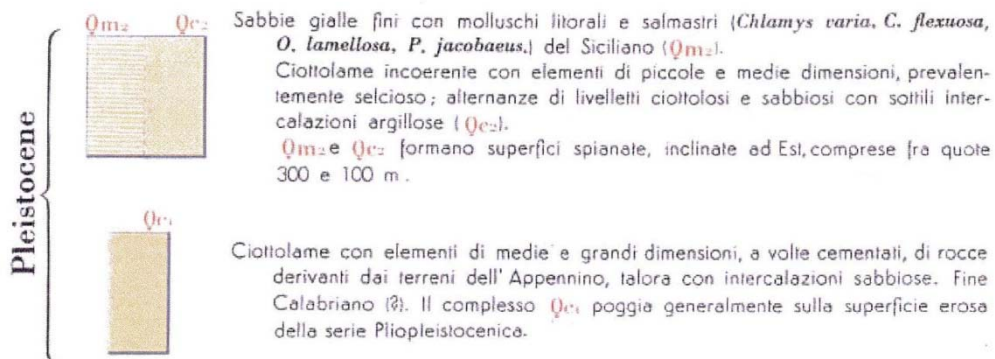 Qm₂ Qc₂
Sabbie gialle fini con molluschi litorali e salmastri (Chlamys varia, C. flexuosa,
O. lamellosa, P. jacobaeus,) del Siciliano (Qm₂).
Ciottolame incoerente con elementi di piccole e medie dimensioni, prevalen-
temente selcioso; alternanze di livelletti ciottolosi e sabbiosi con sottili inter-
calazioni argillose (Qc₂).
Qm₂ e Qc₂ formano superfici spianate, inclinate ad Est, comprese fra quote
300 e 100 m.
Pleistocene
Qc₁
Ciottolame con elementi di medie e grandi dimensioni, a volte cementati, di rocce
derivanti dai terreni dell' Appennino, talora con intercalazioni sabbiose. Fine
Calabriano (?). Il complesso Qc₁ poggia generalmente sulla superficie erosa
della serie Pliopleistocenica.